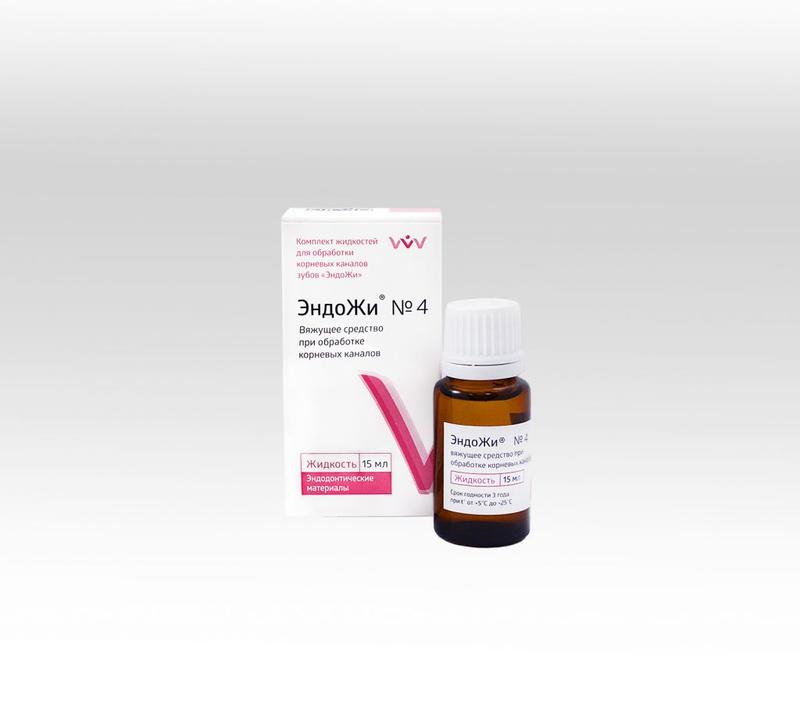 Комплект жидкостей
для обработки
корневых каналов
зубов «ЭндоЖи»
VVV
ЭндоЖи® № 4
Вяжущее средство
при обработке
корневых каналов
Жидкость 15 мл
Эндодонтические
материалы
ЭндоЖи® № 4
вяжущее средство при
обработке корневых
Жидкость 15 мл
Срок годности 3 года
при t° от +5°С до +25°С